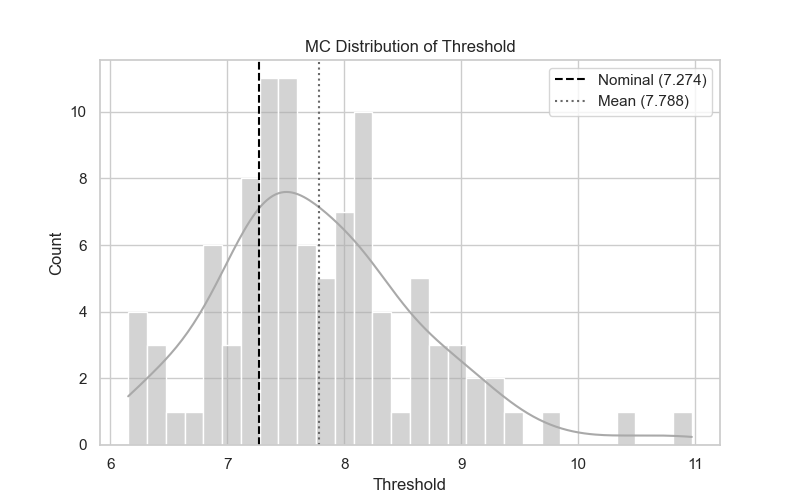 MC Distribution of Threshold
Nominal (7.274)
Mean (7.788)
10
8
6
4
2
0
Count
6
7
8
9
10
11
Threshold